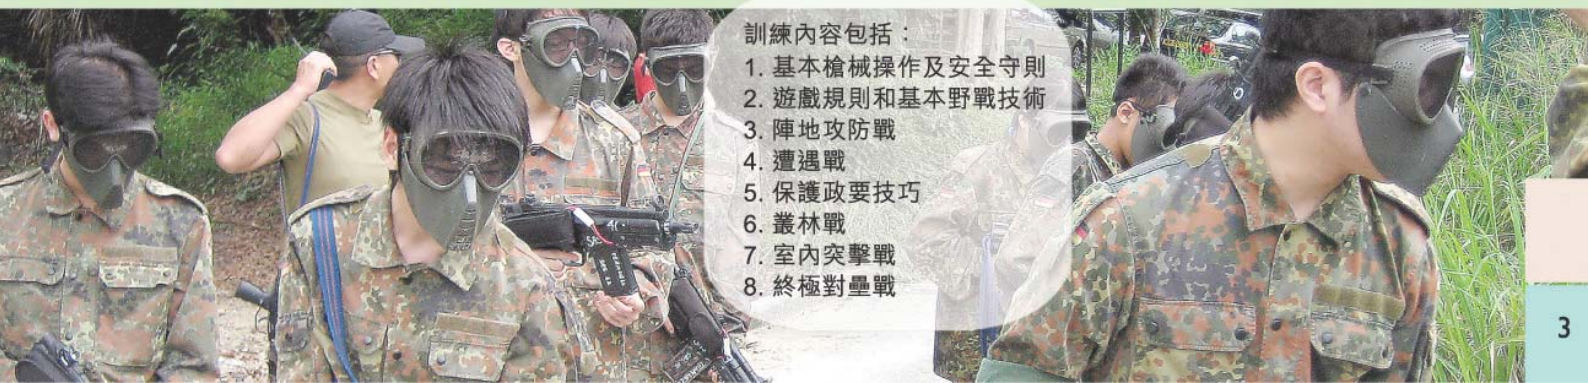 訓練內容包括：
1. 基本槍械操作及安全守則
2. 遊戲規則和基本野戰技術
3. 陣地攻防戰
4. 遭遇戰
5. 保護政要技巧
6. 叢林戰
7. 室內突擊戰
8. 終極對壘戰
3